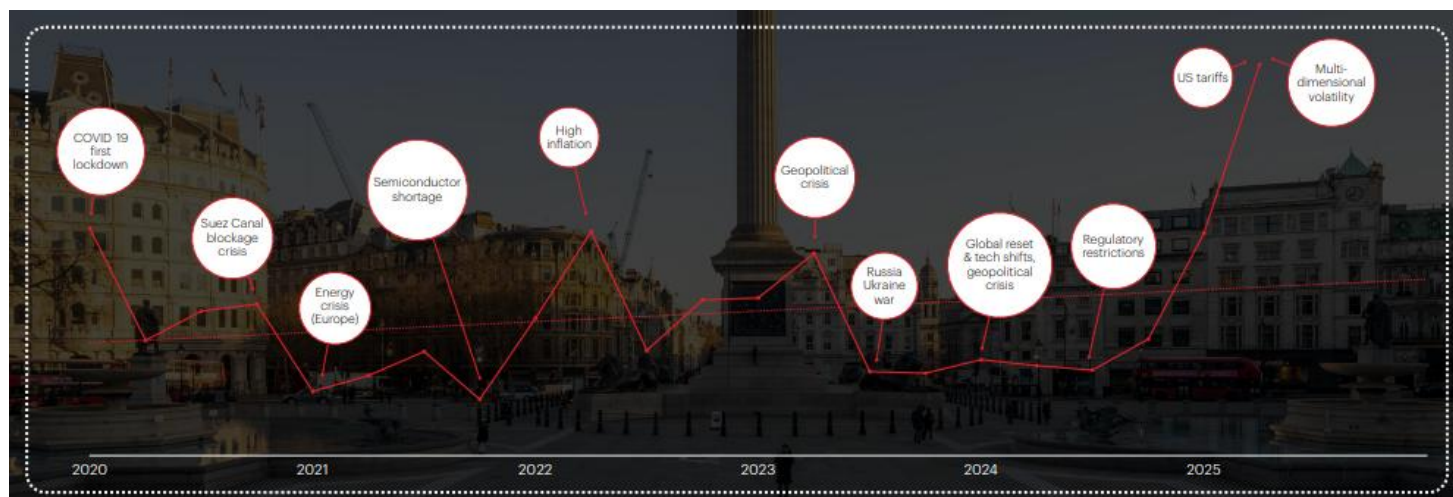 COVID 19
first
lockdown
Suez Canal
blockage
crisis
Energy
crisis
(Europe)
Semiconductor
shortage
High
inflation
Geopolitical
crisis
Russia
Ukraine
war
Global reset
& tech shifts,
geopolitical
crisis
Regulatory
restrictions
US tariffs
Multi-
dimensional
volatility
2020
2021
2022
2023
2024
2025